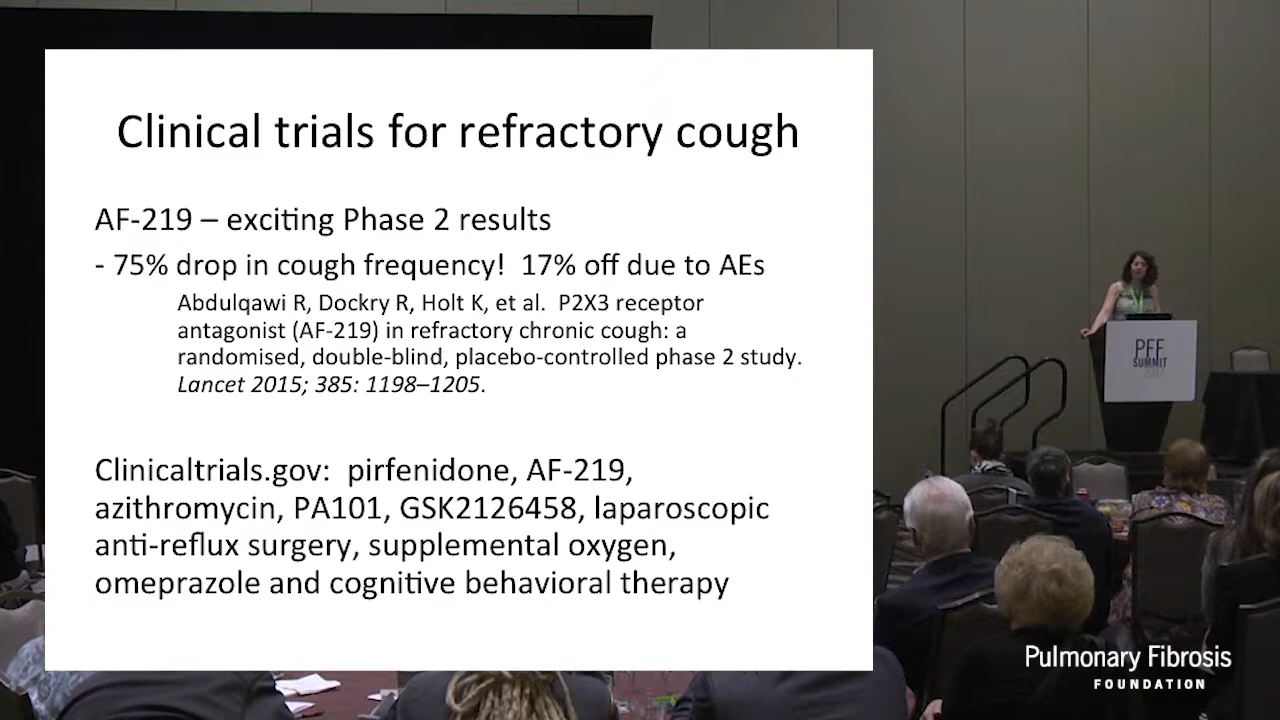 Clinical trials for refractory cough
AF-219 – exciting Phase 2 results
- 75% drop in cough frequency!  17% off due to AEs
Abdulqawi R, Dockry R, Holt K, et al.  P2X3 receptor
antagonist (AF-219) in refractory chronic cough: a
randomised, double-blind, placebo-controlled phase 2 study.
Lancet 2015; 385: 1198–1205.
Clinicaltrials.gov:  pirfenidone, AF-219,
azithromycin, PA101, GSK2126458, laparoscopic
anti-reflux surgery, supplemental oxygen,
omeprazole and cognitive behavioral therapy
PFF
SUMMIT
Pulmonary Fibrosis
FOUNDATION